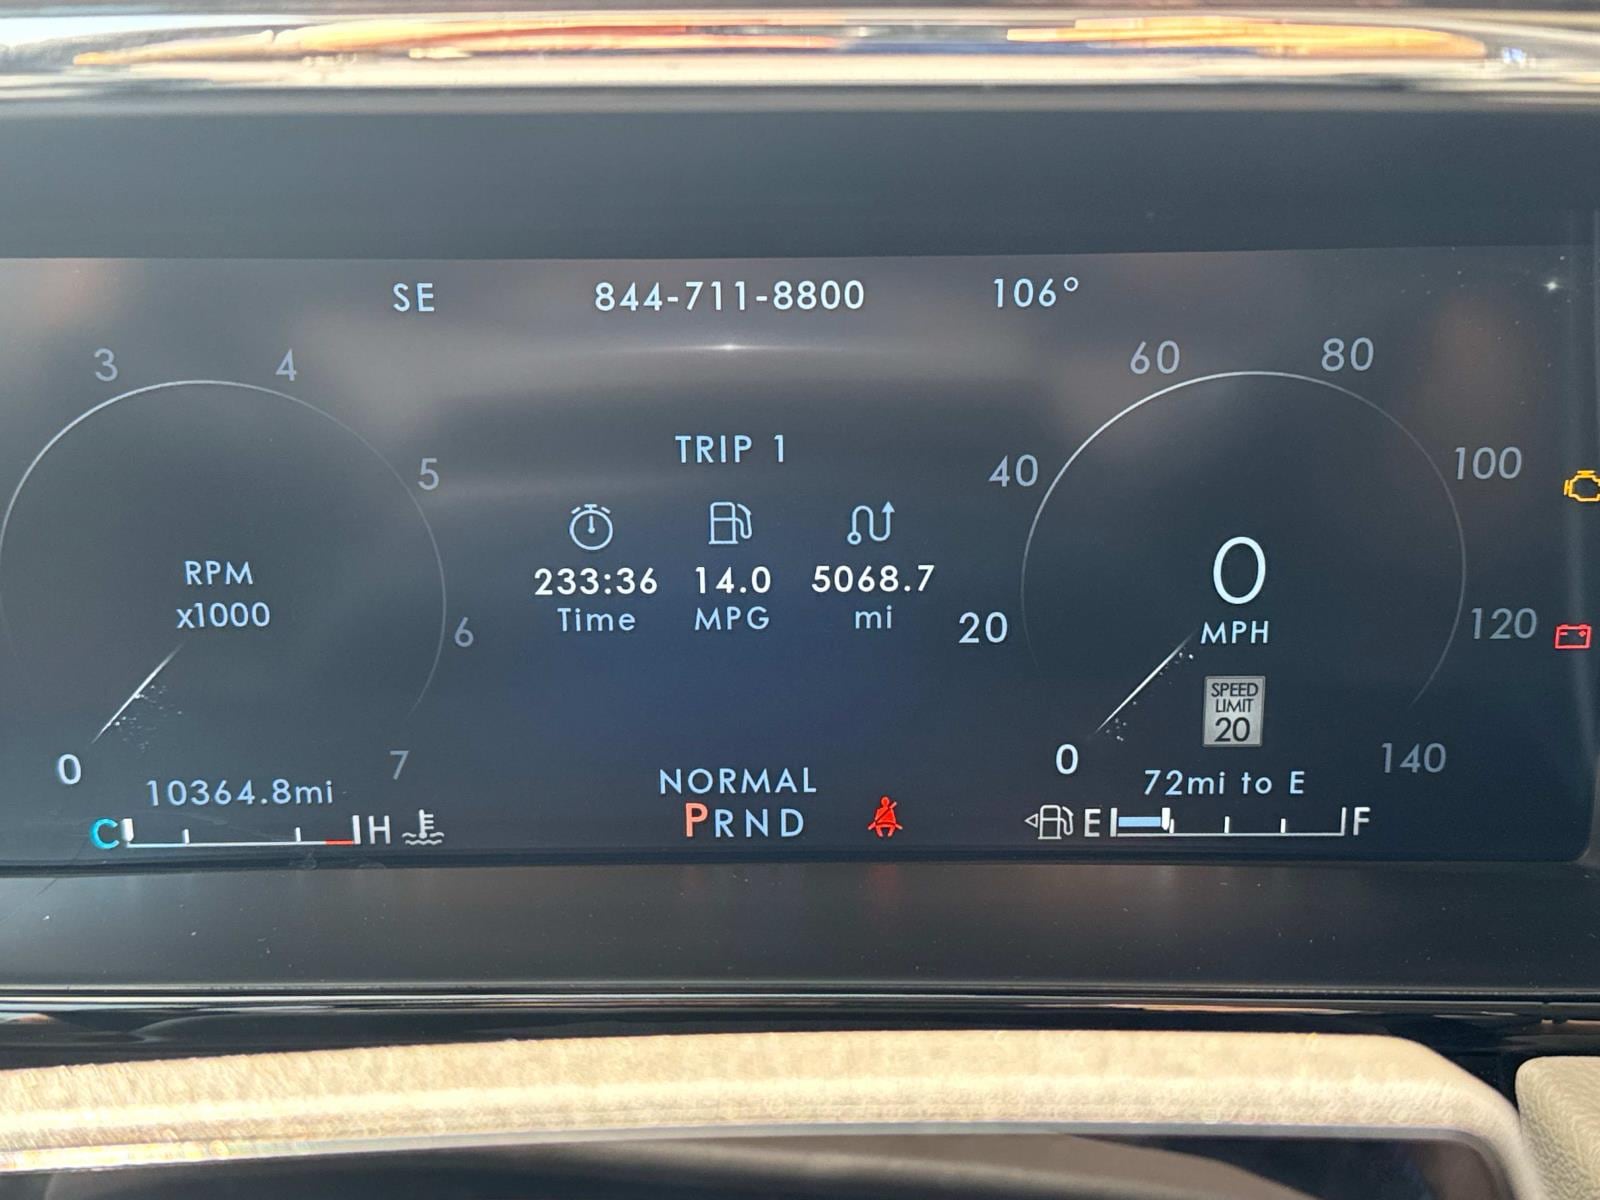 SE 844-711-8800 106°
3 4 60 80
TRIP 1
5 40 100
233:36 14.0 5068.7
Time MPG mi
RPM
x1000
6 20 120
0
MPH
SPEED
LIMIT
20
0 7 0 140
10364.8mi NORMAL 72mi to E
C H PRND E F